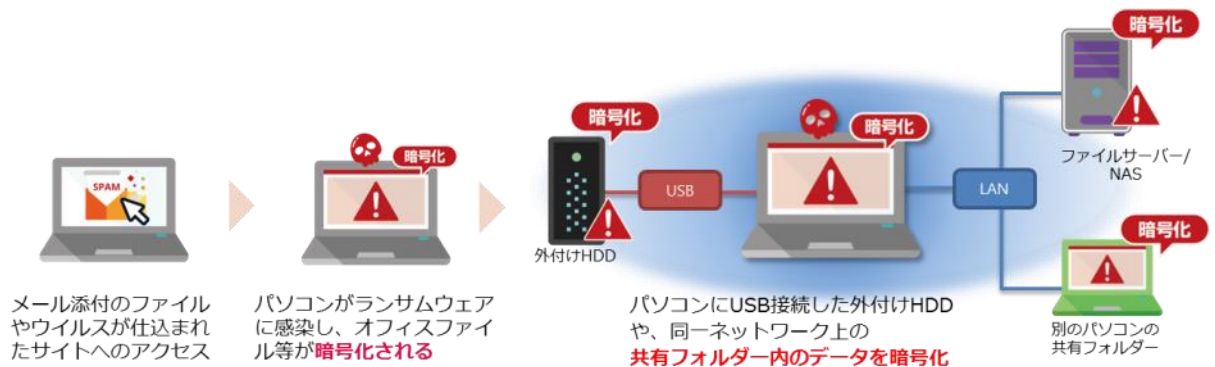 SPAM
メール添付のファイル
やウイルスが仕込まれ
たサイトへのアクセス
暗号化
パソコンがランサムウェア
に感染し、オフィスファイ
ル等が暗号化される
暗号化
外付けHDD
USB
暗号化
LAN
暗号化
ファイルサーバー/
NAS
暗号化
別のパソコンの
共有フォルダー
パソコンにUSB接続した外付けHDD
や、同一ネットワーク上の
共有フォルダー内のデータを暗号化